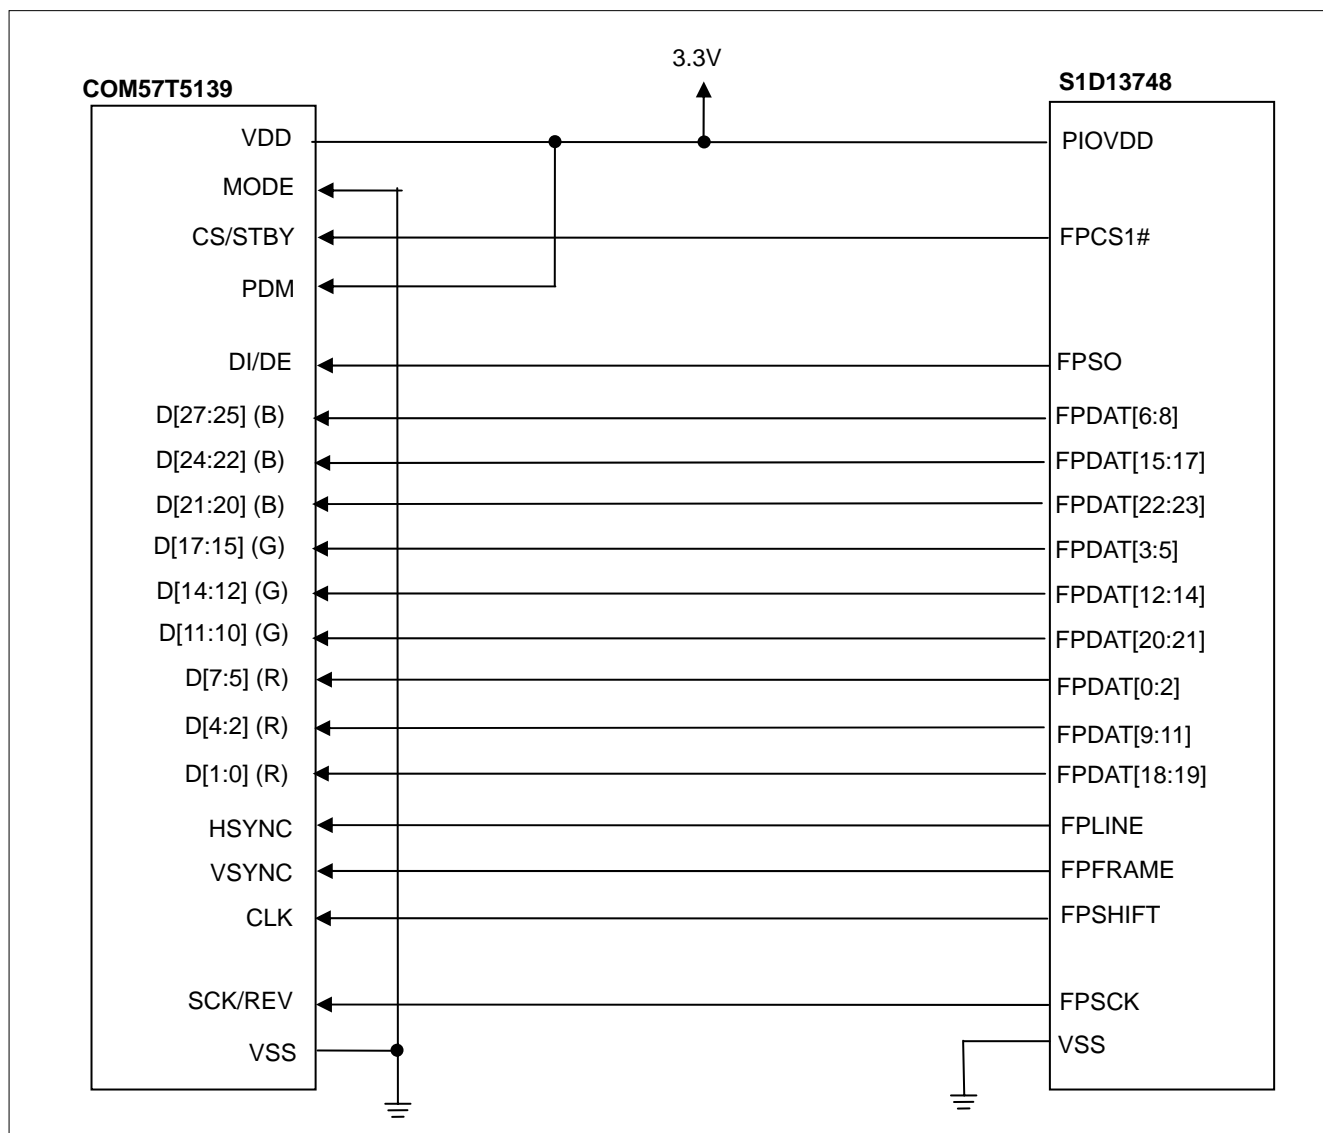 3.3V
COM57T5139
S1D13748
VDD
PIOVDD
MODE
CS/STBY
FPCS1#
PDM
DI/DE
FPSO
D[27:25] (B)
FPDAT[6:8]
D[24:22] (B)
FPDAT[15:17]
D[21:20] (B)
FPDAT[22:23]
D[17:15] (G)
FPDAT[3:5]
D[14:12] (G)
FPDAT[12:14]
D[11:10] (G)
FPDAT[20:21]
D[7:5] (R)
FPDAT[0:2]
D[4:2] (R)
FPDAT[9:11]
D[1:0] (R)
FPDAT[18:19]
HSYNC
FPLINE
VSYNC
FPFRAME
CLK
FPSHIFT
SCK/REV
FPSCK
VSS
VSS